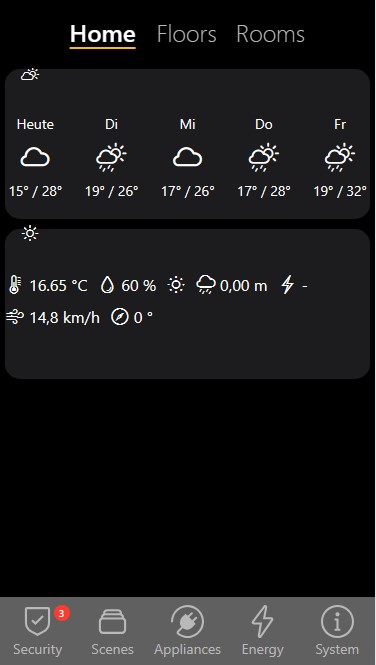 Home Floors Rooms
Heute Di Mi Do Fr
15° / 28° 19° / 26° 17° / 26° 17° / 28° 19° / 32°
16.65 °C 60 % 0,00 m -
14,8 km/h 0 °
3
Security Scenes Appliances Energy System